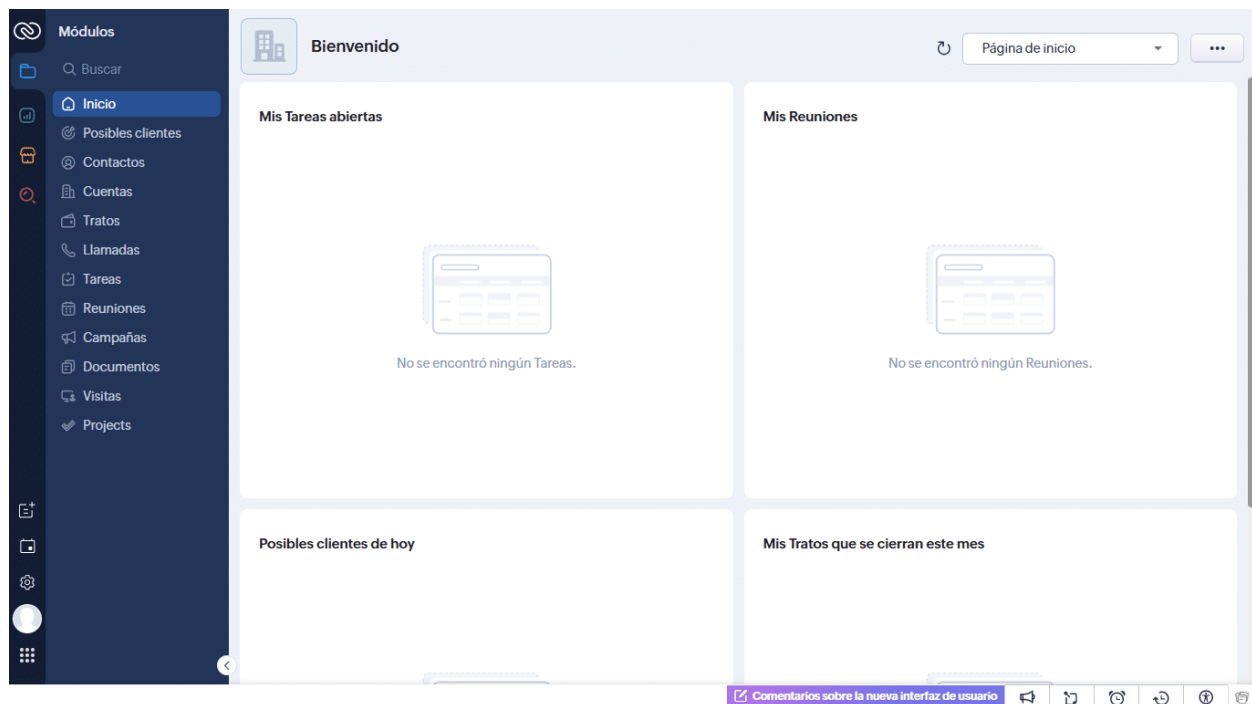 Módulos
Buscar
Inicio
Posibles clientes
Contactos
Cuentas
Tratos
Llamadas
Tareas
Reuniones
Campañas
Documentos
Visitas
Projects
Bienvenido
Página de inicio
Mis Tareas abiertas
No se encontró ningún Tareas.
Mis Reuniones
No se encontró ningún Reuniones.
Posibles clientes de hoy
Mis Tratos que se cierran este mes
Comentarios sobre la nueva interfaz de usuario